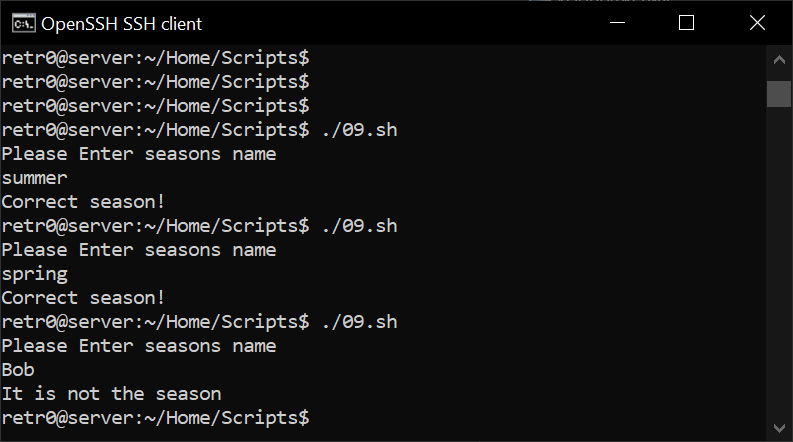 OpenSSH SSH client
retr0@server:~/Home/Scripts$
retr0@server:~/Home/Scripts$
retr0@server:~/Home/Scripts$
retr0@server:~/Home/Scripts$ ./09.sh
Please Enter seasons name
summer
Correct season!
retr0@server:~/Home/Scripts$ ./09.sh
Please Enter seasons name
spring
Correct season!
retr0@server:~/Home/Scripts$ ./09.sh
Please Enter seasons name
Bob
It is not the season
retr0@server:~/Home/Scripts$